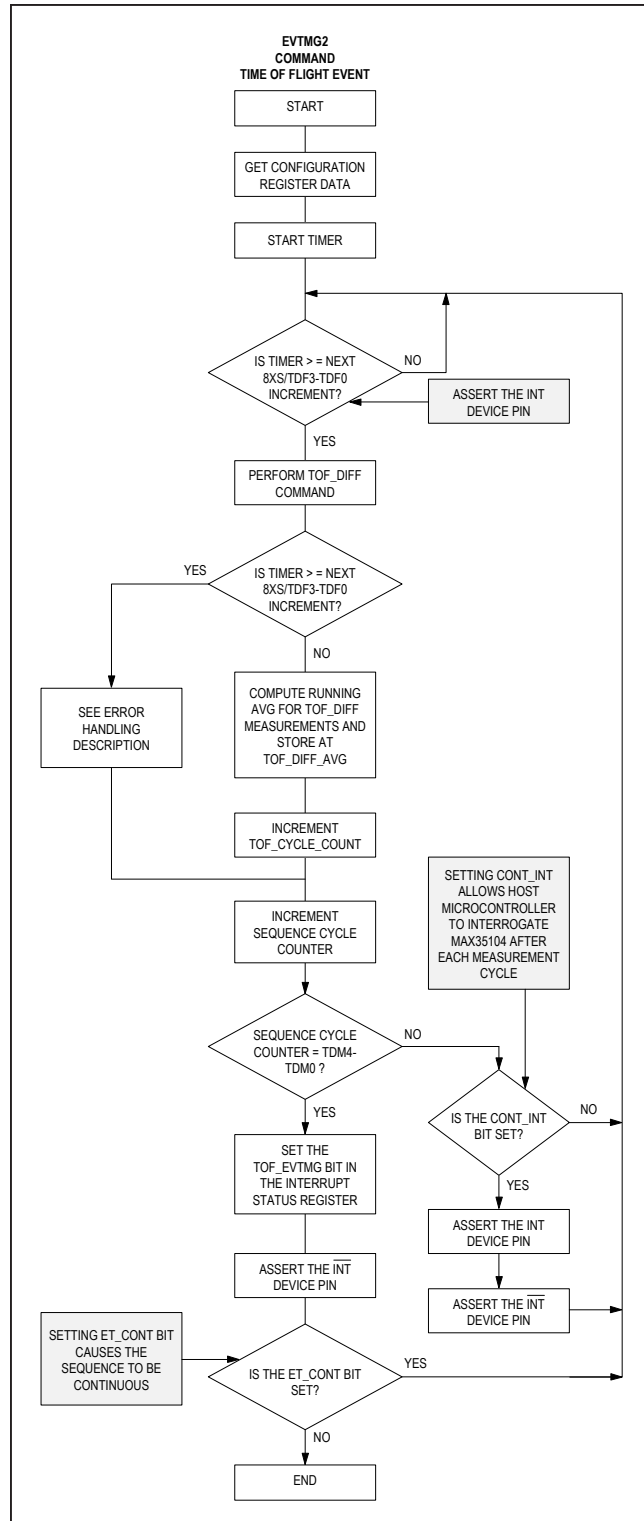 EVTMG2
COMMAND
TIME OF FLIGHT EVENT
START
GET CONFIGURATION
REGISTER DATA
START TIMER
IS TIMER > = NEXT
8XS/TDF3-TDF0
INCREMENT?
NO
ASSERT THE INT
DEVICE PIN
YES
PERFORM TOF_DIFF
COMMAND
YES
IS TIMER > = NEXT
8XS/TDF3-TDF0
INCREMENT?
NO
SEE ERROR
HANDLING
DESCRIPTION
COMPUTE RUNNING
AVG FOR TOF_DIFF
MEASUREMENTS AND
STORE AT
TOF_DIFF_AVG
INCREMENT
TOF_CYCLE_COUNT
SETTING CONT_INT
ALLOWS HOST
MICROCONTROLLER
TO INTERROGATE
MAX35104 AFTER
EACH MEASUREMENT
CYCLE
INCREMENT
SEQUENCE CYCLE
COUNTER
SEQUENCE CYCLE
COUNTER = TDM4-
TDM0 ?
NO
YES
IS THE CONT_INT
BIT SET?
NO
YES
SET THE
TOF_EVTMG BIT IN
THE INTERRUPT
STATUS REGISTER
ASSERT THE INT
DEVICE PIN
ASSERT THE INT
DEVICE PIN
ASSERT THE INT
DEVICE PIN
SETTING ET_CONT BIT
CAUSES THE
SEQUENCE TO BE
CONTINUOUS
IS THE ET_CONT BIT
SET?
YES
NO
END